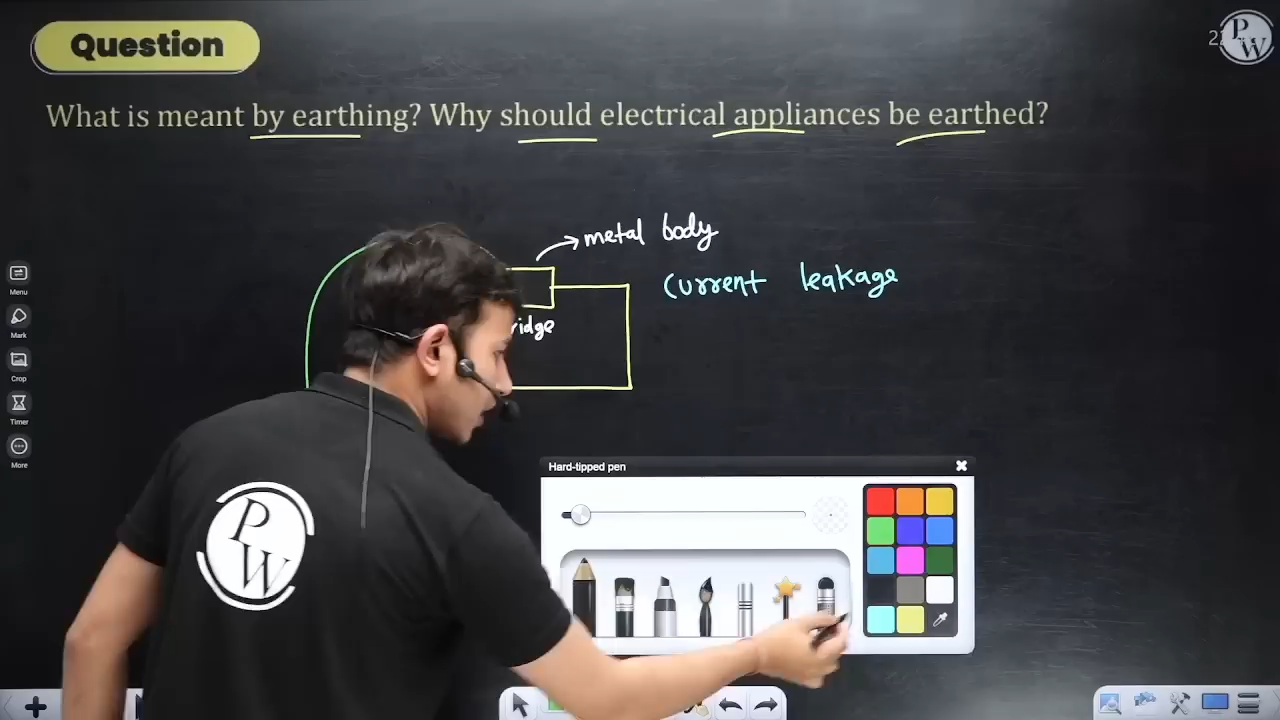 Question
What is meant by earthing? Why should electrical appliances be earthed?
metal body
Current leakage
ridge
Menu
Mark
Crop
Timer
More
Hard-tipped pen
P
W
P
W